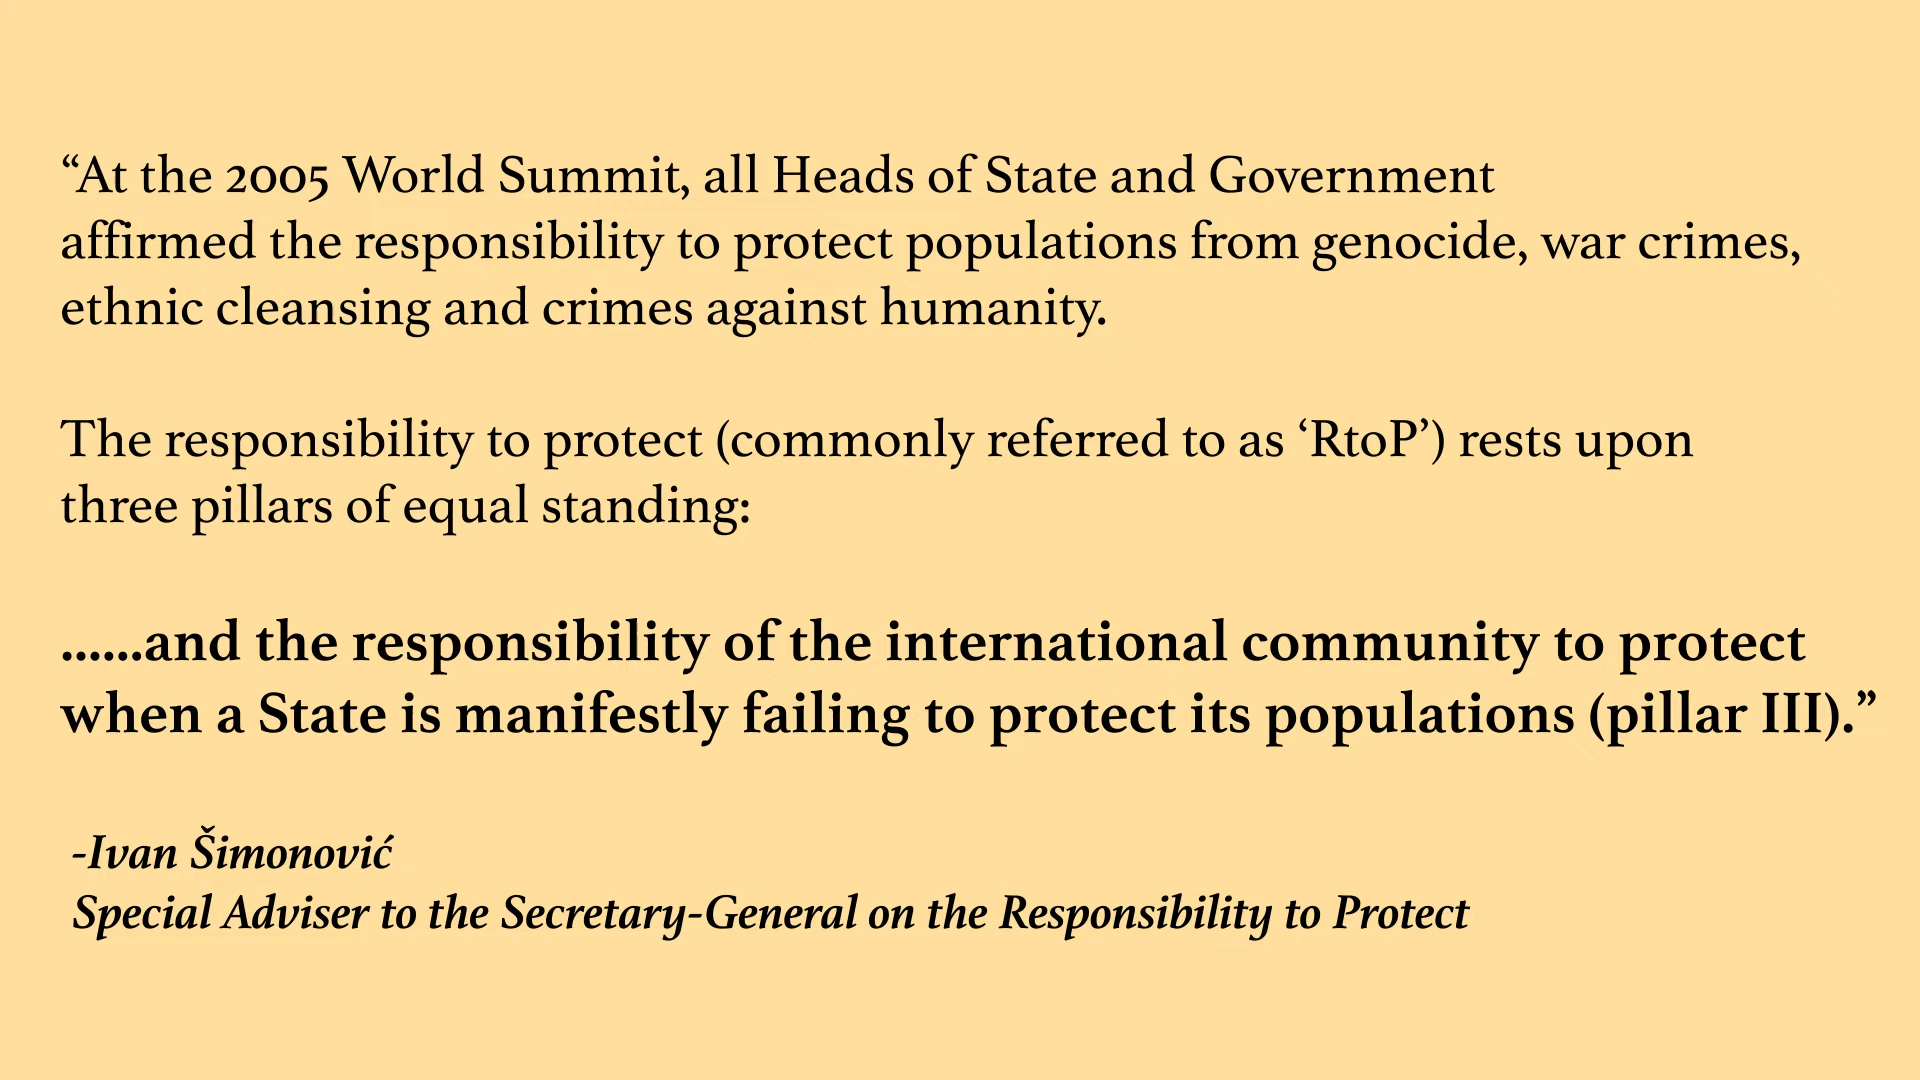 “At the 2005 World Summit, all Heads of State and Government
affirmed the responsibility to protect populations from genocide, war crimes,
ethnic cleansing and crimes against humanity.
The responsibility to protect (commonly referred to as ‘RtoP’) rests upon
three pillars of equal standing:
......and the responsibility of the international community to protect
when a State is manifestly failing to protect its populations (pillar III).”
-Ivan Šimonović
Special Adviser to the Secretary-General on the Responsibility to Protect